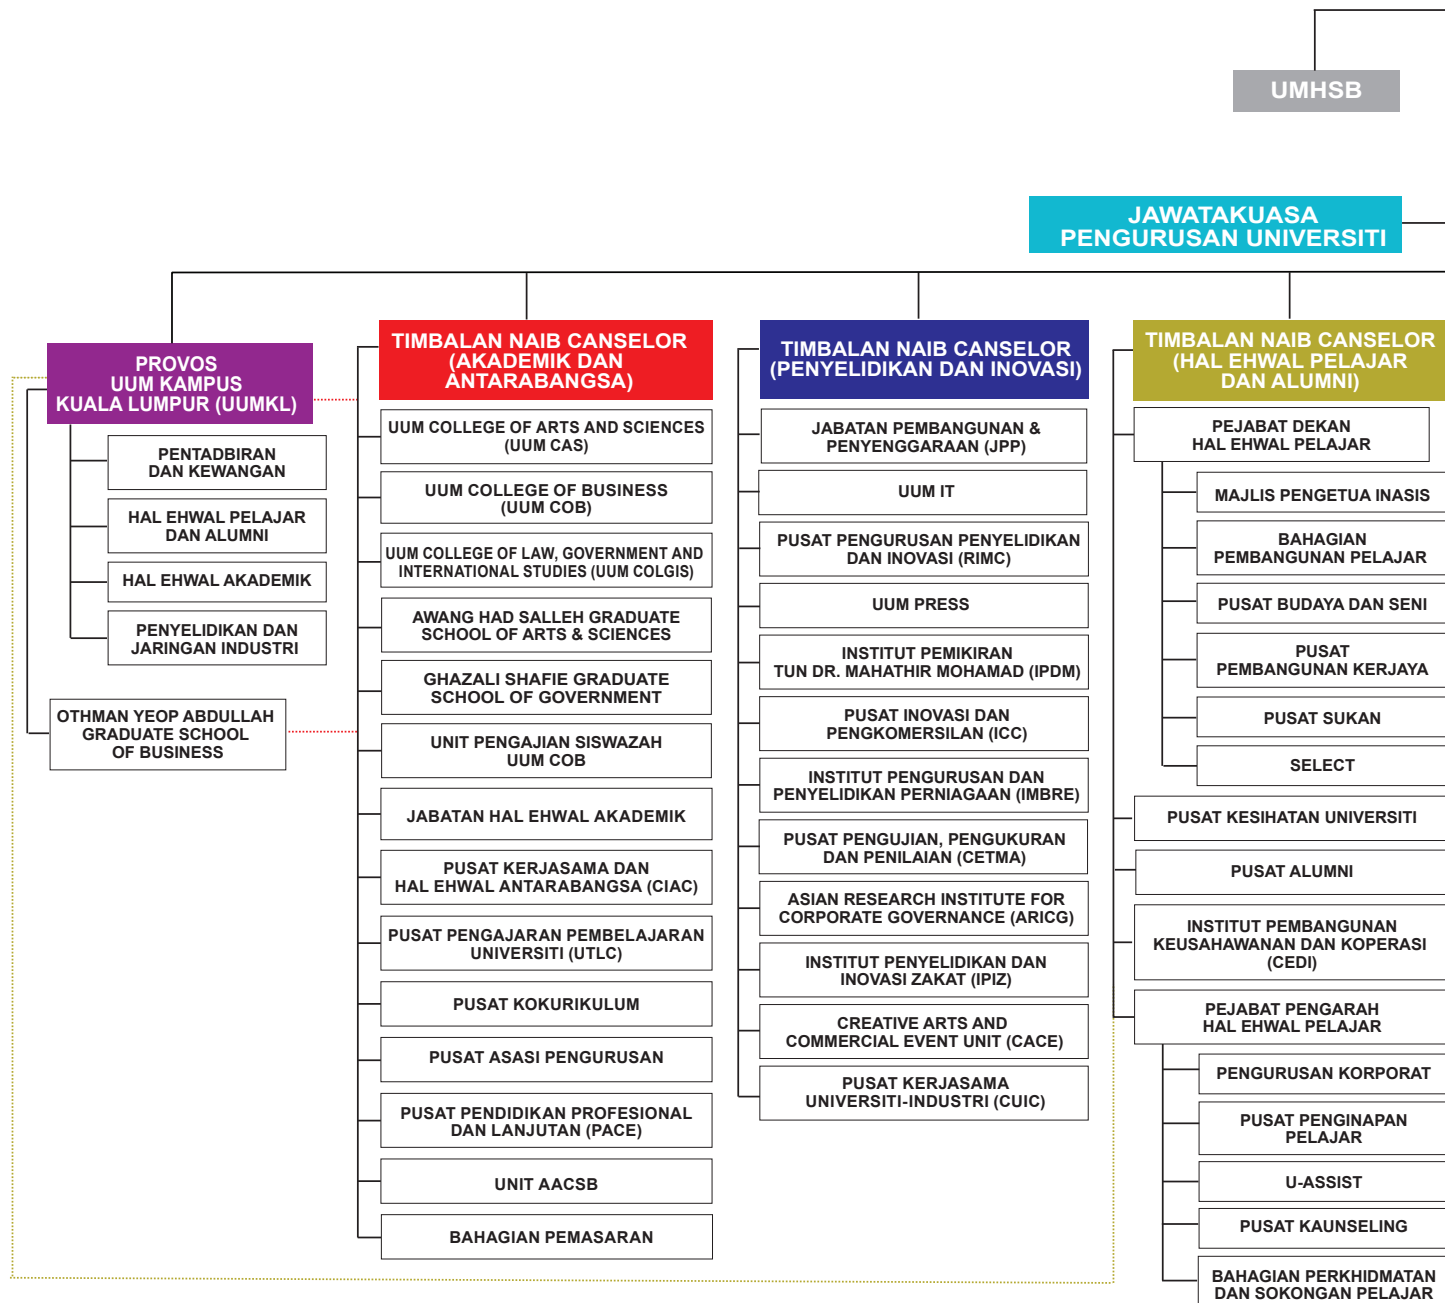 UMHSB
JAWATAKUASA
PENGURUSAN UNIVERSITI
PROVOS
UUM KAMPUS
KUALA LUMPUR (UUMKL)
PENTADBIRAN
DAN KEWANGAN
HAL EHWAL PELAJAR
DAN ALUMNI
HAL EHWAL AKADEMIK
PENYELIDIKAN DAN
JARINGAN INDUSTRI
OTHMAN YEOP ABDULLAH
GRADUATE SCHOOL
OF BUSINESS
TIMBALAN NAIB CANSELOR
(AKADEMIK DAN
ANTARABANGSA)
UUM COLLEGE OF ARTS AND SCIENCES
(UUM CAS)
UUM COLLEGE OF BUSINESS
(UUM COB)
UUM COLLEGE OF LAW, GOVERNMENT AND
INTERNATIONAL STUDIES (UUM COLGIS)
AWANG HAD SALLEH GRADUATE
SCHOOL OF ARTS & SCIENCES
GHAZALI SHAFIE GRADUATE
SCHOOL OF GOVERNMENT
UNIT PENGAJIAN SISWAZAH
UUM COB
JABATAN HAL EHWAL AKADEMIK
PUSAT KERJASAMA DAN
HAL EHWAL ANTARABANGSA (CIAC)
PUSAT PENGAJARAN PEMBELAJARAN
UNIVERSITI (UTLC)
PUSAT KOKURIKULUM
PUSAT ASASI PENGURUSAN
PUSAT PENDIDIKAN PROFESIONAL
DAN LANJUTAN (PACE)
UNIT AACSB
BAHAGIAN PEMASARAN
TIMBALAN NAIB CANSELOR
(PENYELIDIKAN DAN INOVASI)
JABATAN PEMBANGUNAN &
PENYENGGARAAN (JPP)
UUM IT
PUSAT PENGURUSAN PENYELIDIKAN
DAN INOVASI (RIMC)
UUM PRESS
INSTITUT PEMIKIRAN
TUN DR. MAHATHIR MOHAMAD (IPDM)
PUSAT INOVASI DAN
PENGKOMERSILAN (ICC)
INSTITUT PENGURUSAN DAN
PENYELIDIKAN PERNIAGAAN (IMBRE)
PUSAT PENGUJIAN, PENGUKURAN
DAN PENILAIAN (CETMA)
ASIAN RESEARCH INSTITUTE FOR
CORPORATE GOVERNANCE (ARICG)
INSTITUT PENYELIDIKAN DAN
INOVASI ZAKAT (IPIZ)
CREATIVE ARTS AND
COMMERCIAL EVENT UNIT (CACE)
PUSAT KERJASAMA
UNIVERSITI-INDUSTRI (CUIC)
TIMBALAN NAIB CANSELOR
(HAL EHWAL PELAJAR
DAN ALUMNI)
PEJABAT DEKAN
HAL EHWAL PELAJAR
MAJLIS PENGETUA INASIS
BAHAGIAN
PEMBANGUNAN PELAJAR
PUSAT BUDAYA DAN SENI
PUSAT
PEMBANGUNAN KERJAYA
PUSAT SUKAN
SELECT
PUSAT KESIHATAN UNIVERSITI
PUSAT ALUMNI
INSTITUT PEMBANGUNAN
KEUSAHAWANAN DAN KOPERASI
(CEDI)
PEJABAT PENGARAH
HAL EHWAL PELAJAR
PENGURUSAN KORPORAT
PUSAT PENGINAPAN
PELAJAR
U-ASSIST
PUSAT KAUNSELING
BAHAGIAN PERKHIDMATAN
DAN SOKONGAN PELAJAR